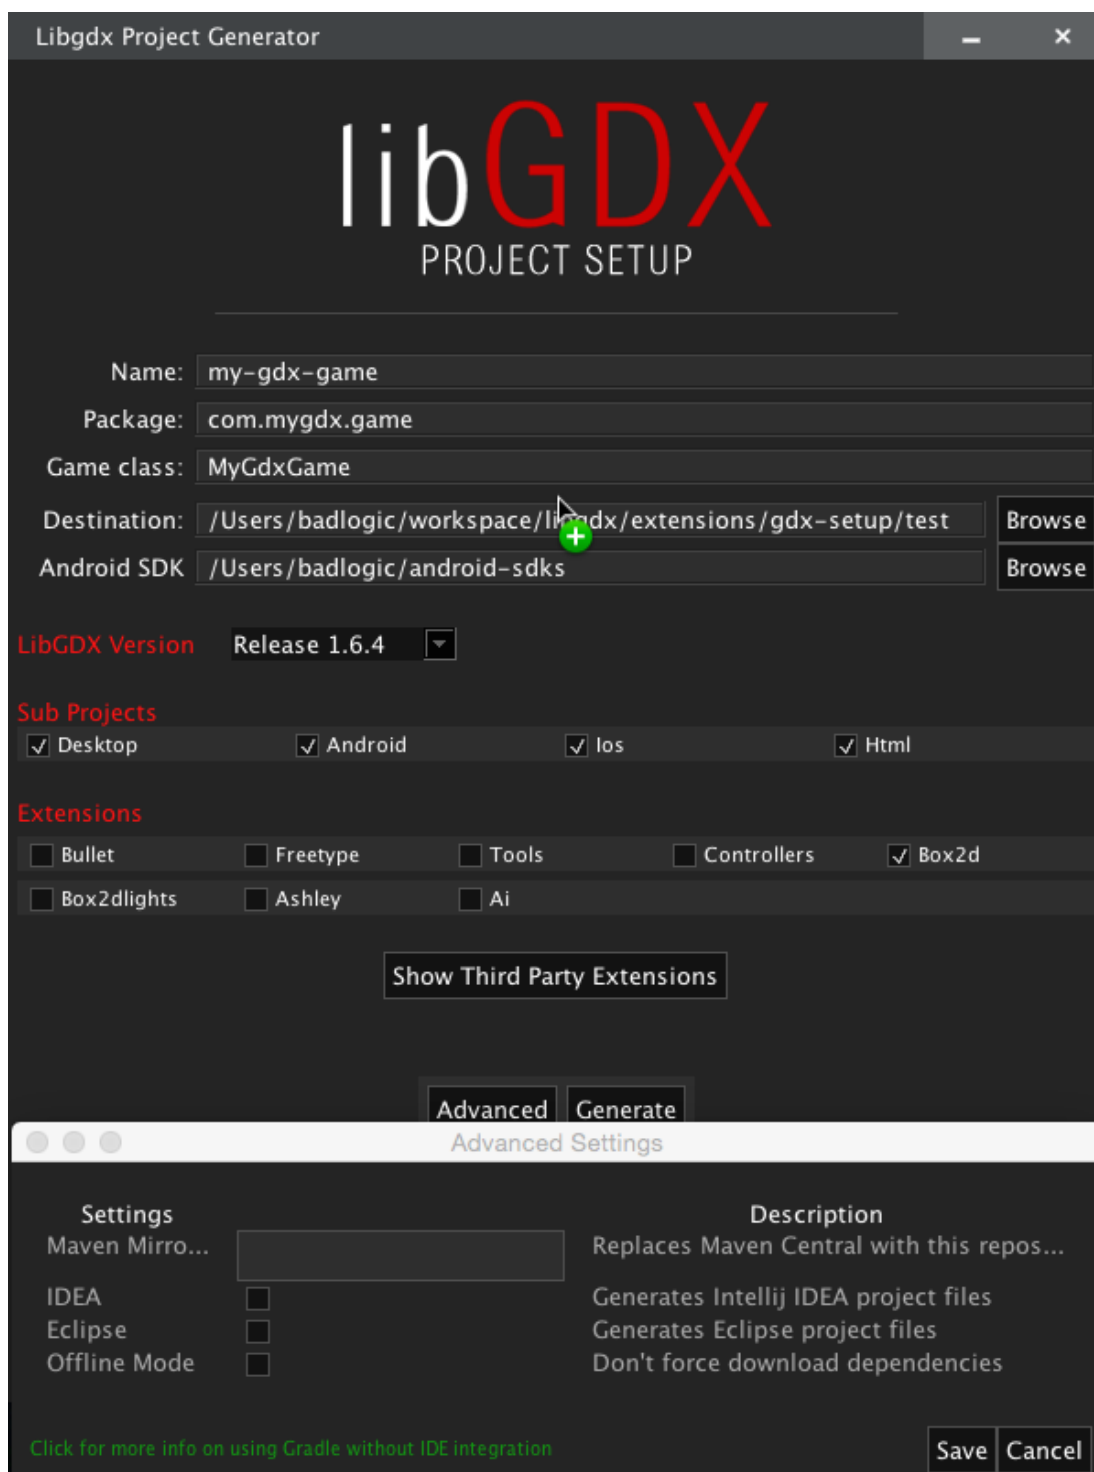 Libgdx Project Generator
libGDX
PROJECT SETUP
Name: my-gdx-game
Package: com.mygdx.game
Game class: MyGdxGame
Destination: /Users/badlogic/workspace/libgdx/extensions/gdx-setup/test Browse
Android SDK /Users/badlogic/android-sdks Browse
LibGDX Version Release 1.6.4
Sub Projects
Desktop Android Ios Html
Extensions
Bullet Freetype Tools Controllers Box2d
Box2dlights Ashley Ai
Show Third Party Extensions
Advanced Generate
Advanced Settings
Settings Description
Maven Mirro... Replaces Maven Central with this repos...
IDEA Generates Intellij IDEA project files
Eclipse Generates Eclipse project files
Offline Mode Don't force download dependencies
Click for more info on using Gradle without IDE integration Save Cancel